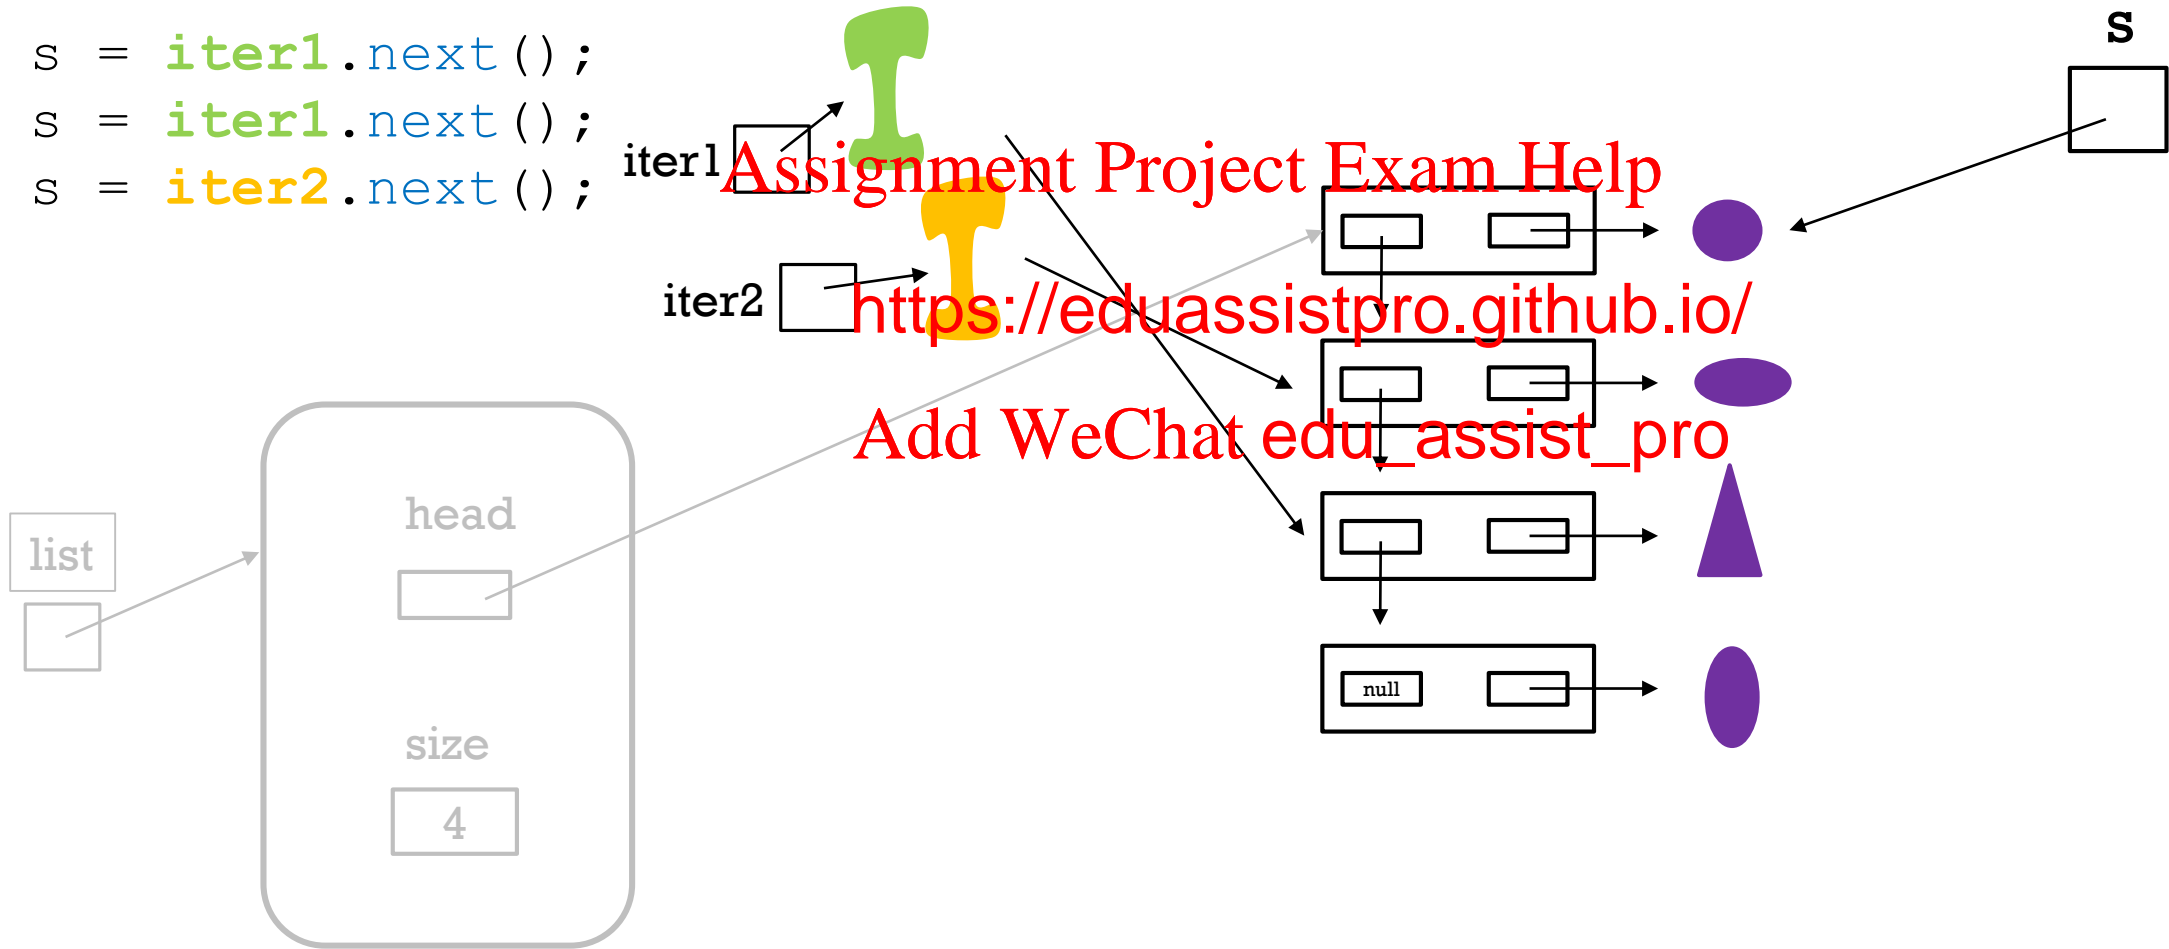 s = iter1.next();
s = iter1.next();
s = iter2.next();
s
iter1
Assignment Project Exam Help
iter2
https://eduassistpro.github.io/
Add WeChat edu_assist_pro
list
head
null
size
4